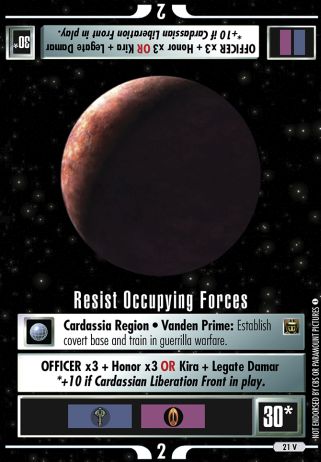 2
OFFICER x3 + Honor x3 OR Kira + Legate Damar
*+10 if Cardassian Liberation Front in play.
30*
Resist Occupying Forces
Cardassia Region • Vanden Prime: Establish
covert base and train in guerrilla warfare.
OFFICER x3 + Honor x3 OR Kira + Legate Damar
*+10 if Cardassian Liberation Front in play.
30*
2
21 V
•NOT ENDORSED BY CBS OR PARAMOUNT PICTURES